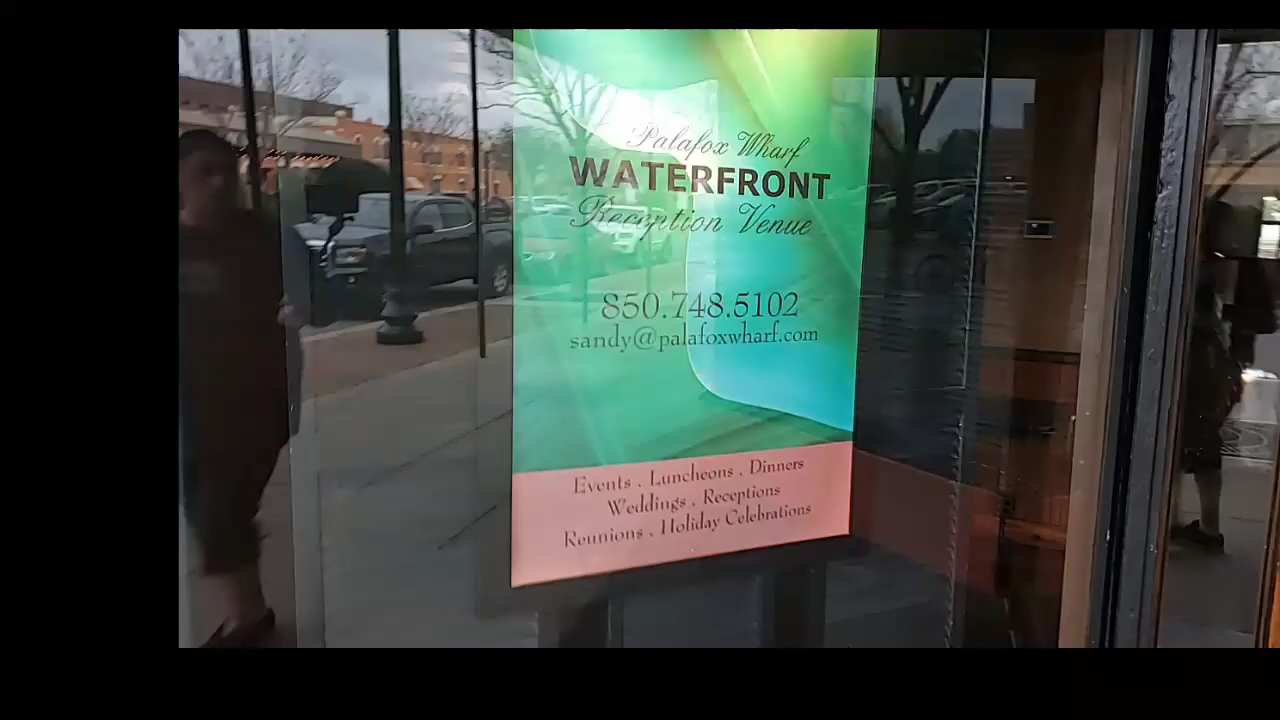 Palafox Wharf
WATERFRONT
Reception Venue
850.748.5102
sandy@palafoxwharf.com
Events . Luncheons . Dinners
Weddings . Receptions
Reunions . Holiday Celebrations